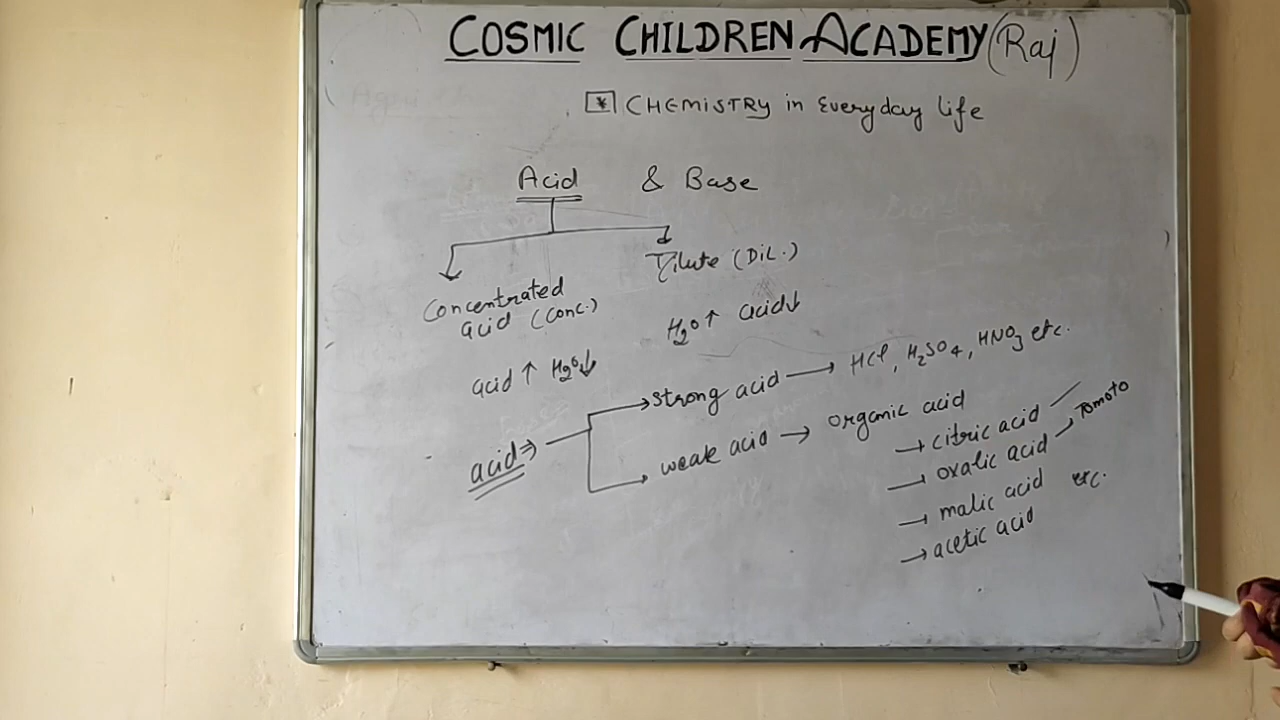 COSMIC CHILDREN ACADEMY (Raj)
* CHEMISTRY in Everyday life
Acid & Base
Concentrated acid (Conc.)
Dilute (DiL.)
acid ↑ H₂O ↓
H₂O ↑ acid ↓
acid ⇒
→ strong acid → HCl, H₂SO₄, HNO₃ etc.
→ weak acid → organic acid
→ citric acid —
→ oxalic acid → Tomoto
→ malic acid etc.
→ acetic acid